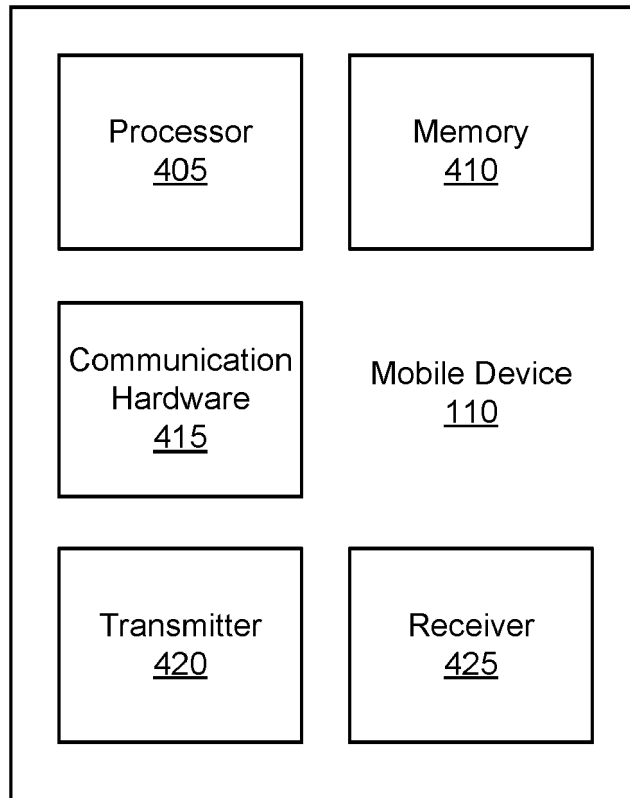 Processor
405
Memory
410
Communication
Hardware
415
Mobile Device
110
Transmitter
420
Receiver
425